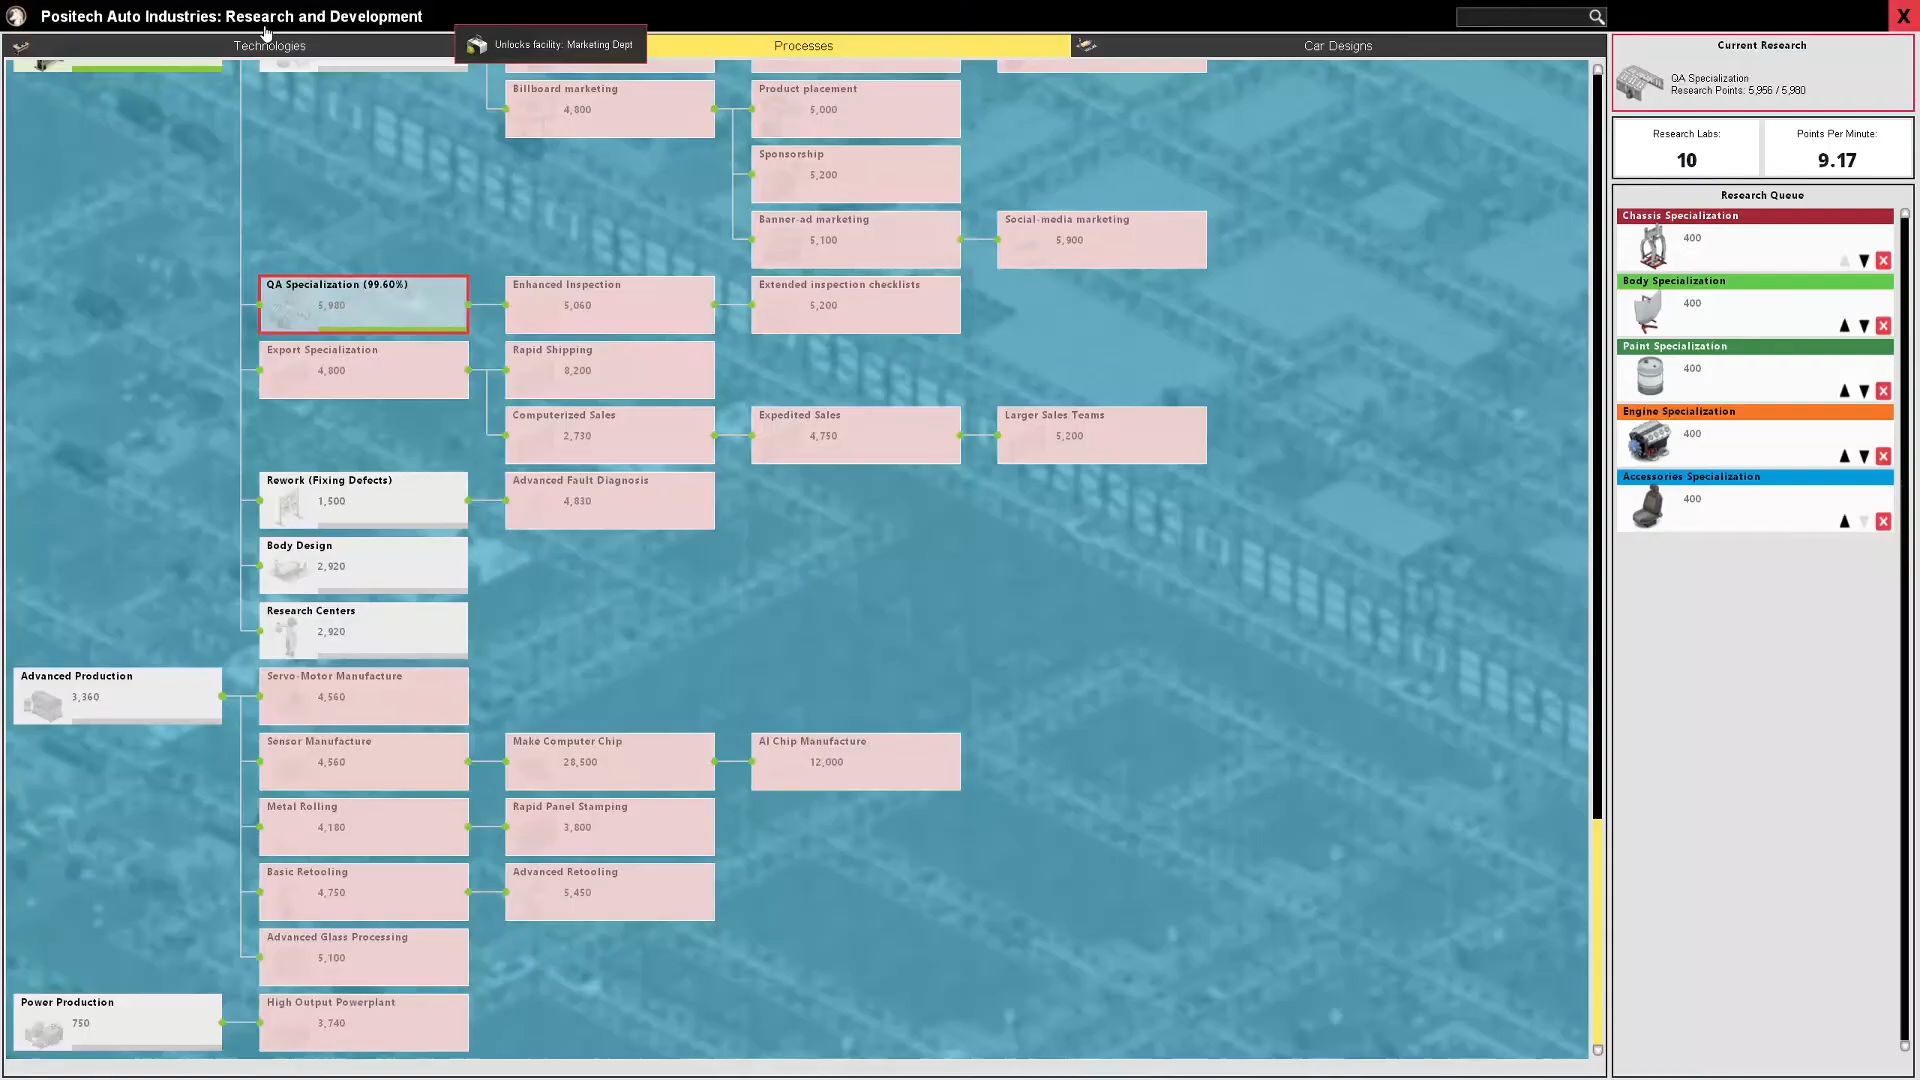 Positech Auto Industries: Research and Development
X
Technologies
Unlocks facility: Marketing Dept
Processes
Car Designs
Billboard marketing
4,800
Product placement
5,000
Sponsorship
5,200
Banner-ad marketing
5,100
Social-media marketing
5,900
QA Specialization (99.60%)
5,980
Enhanced Inspection
5,060
Extended inspection checklists
5,200
Export Specialization
4,800
Rapid Shipping
8,200
Computerized Sales
2,730
Expedited Sales
4,750
Larger Sales Teams
5,200
Rework (Fixing Defects)
1,500
Advanced Fault Diagnosis
4,830
Body Design
2,920
Research Centers
2,920
Advanced Production
3,360
Servo-Motor Manufacture
4,560
Sensor Manufacture
4,560
Make Computer Chip
28,500
AI Chip Manufacture
12,000
Metal Rolling
4,180
Rapid Panel Stamping
3,800
Basic Retooling
4,750
Advanced Retooling
5,450
Advanced Glass Processing
5,100
Power Production
750
High Output Powerplant
3,740
Current Research
QA Specialization
Research Points: 5,956 / 5,980
Research Labs:
10
Points Per Minute:
9.17
Research Queue
Chassis Specialization
400
Body Specialization
400
Paint Specialization
400
Engine Specialization
400
Accessories Specialization
400